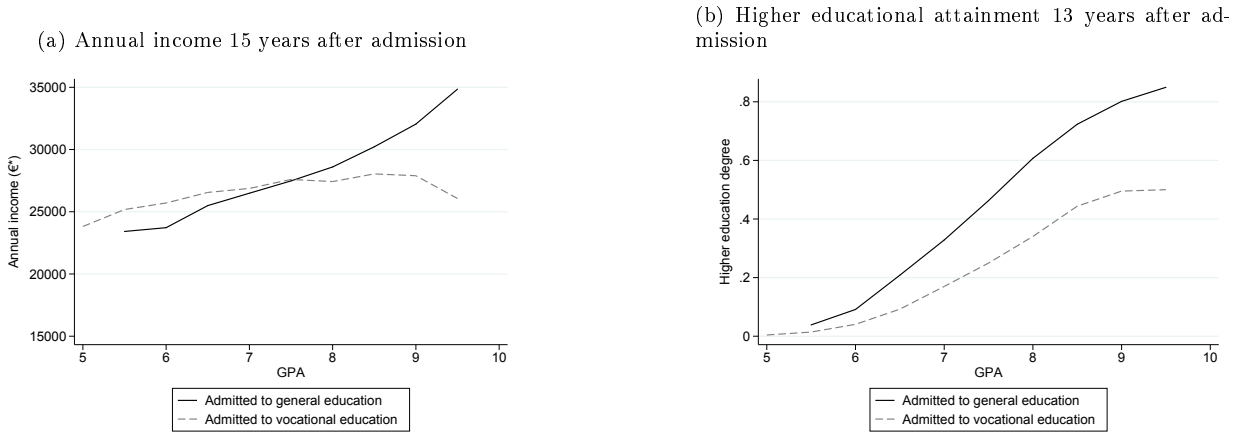 (a) Annual income 15 years after admission
35000
30000
25000
20000
15000
Annual income (€*)
5 6 7 8 9 10
GPA
Admitted to general education
Admitted to vocational education
(b) Higher educational attainment 13 years after ad-
mission
.8
.6
.4
.2
0
Higher education degree
5 6 7 8 9 10
GPA
Admitted to general education
Admitted to vocational education